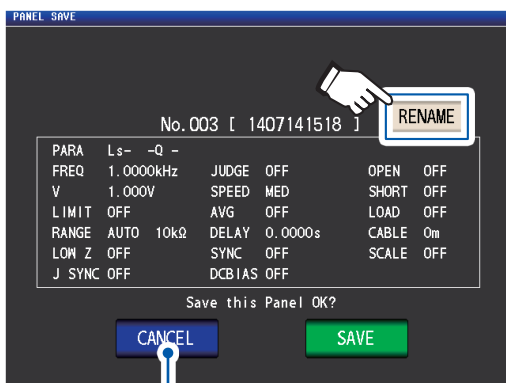 PANEL SAVE
No.003 [ 1407141518 ] RENAME
PARA Ls- -Q -
FREQ 1.0000kHz JUDGE OFF OPEN OFF
V 1.000V SPEED MED SHORT OFF
LIMIT OFF AVG OFF LOAD OFF
RANGE AUTO 10kΩ DELAY 0.0000s CABLE 0m
LOW Z OFF SYNC OFF SCALE OFF
J SYNC OFF DCBIAS OFF
Save this Panel OK?
CANCEL SAVE